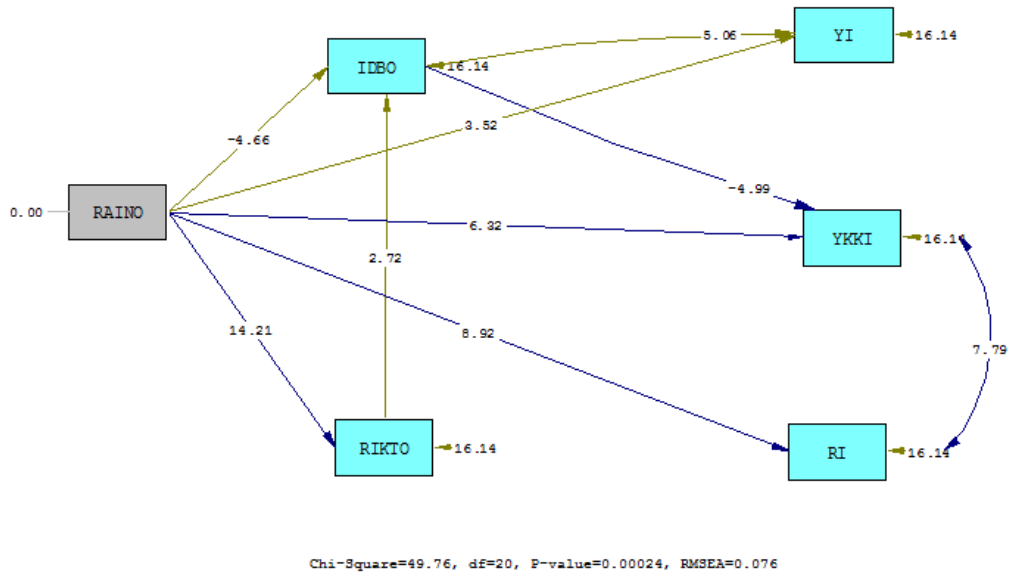 5.06
YI
16.14
IDBO
16.14
3.52
-4.66
-4.99
0.00
RAINO
6.32
YKKI
16.14
2.72
14.21
8.92
7.79
RIKTO
16.14
RI
16.14
Chi-Square=49.76, df=20, P-value=0.00024, RMSEA=0.076